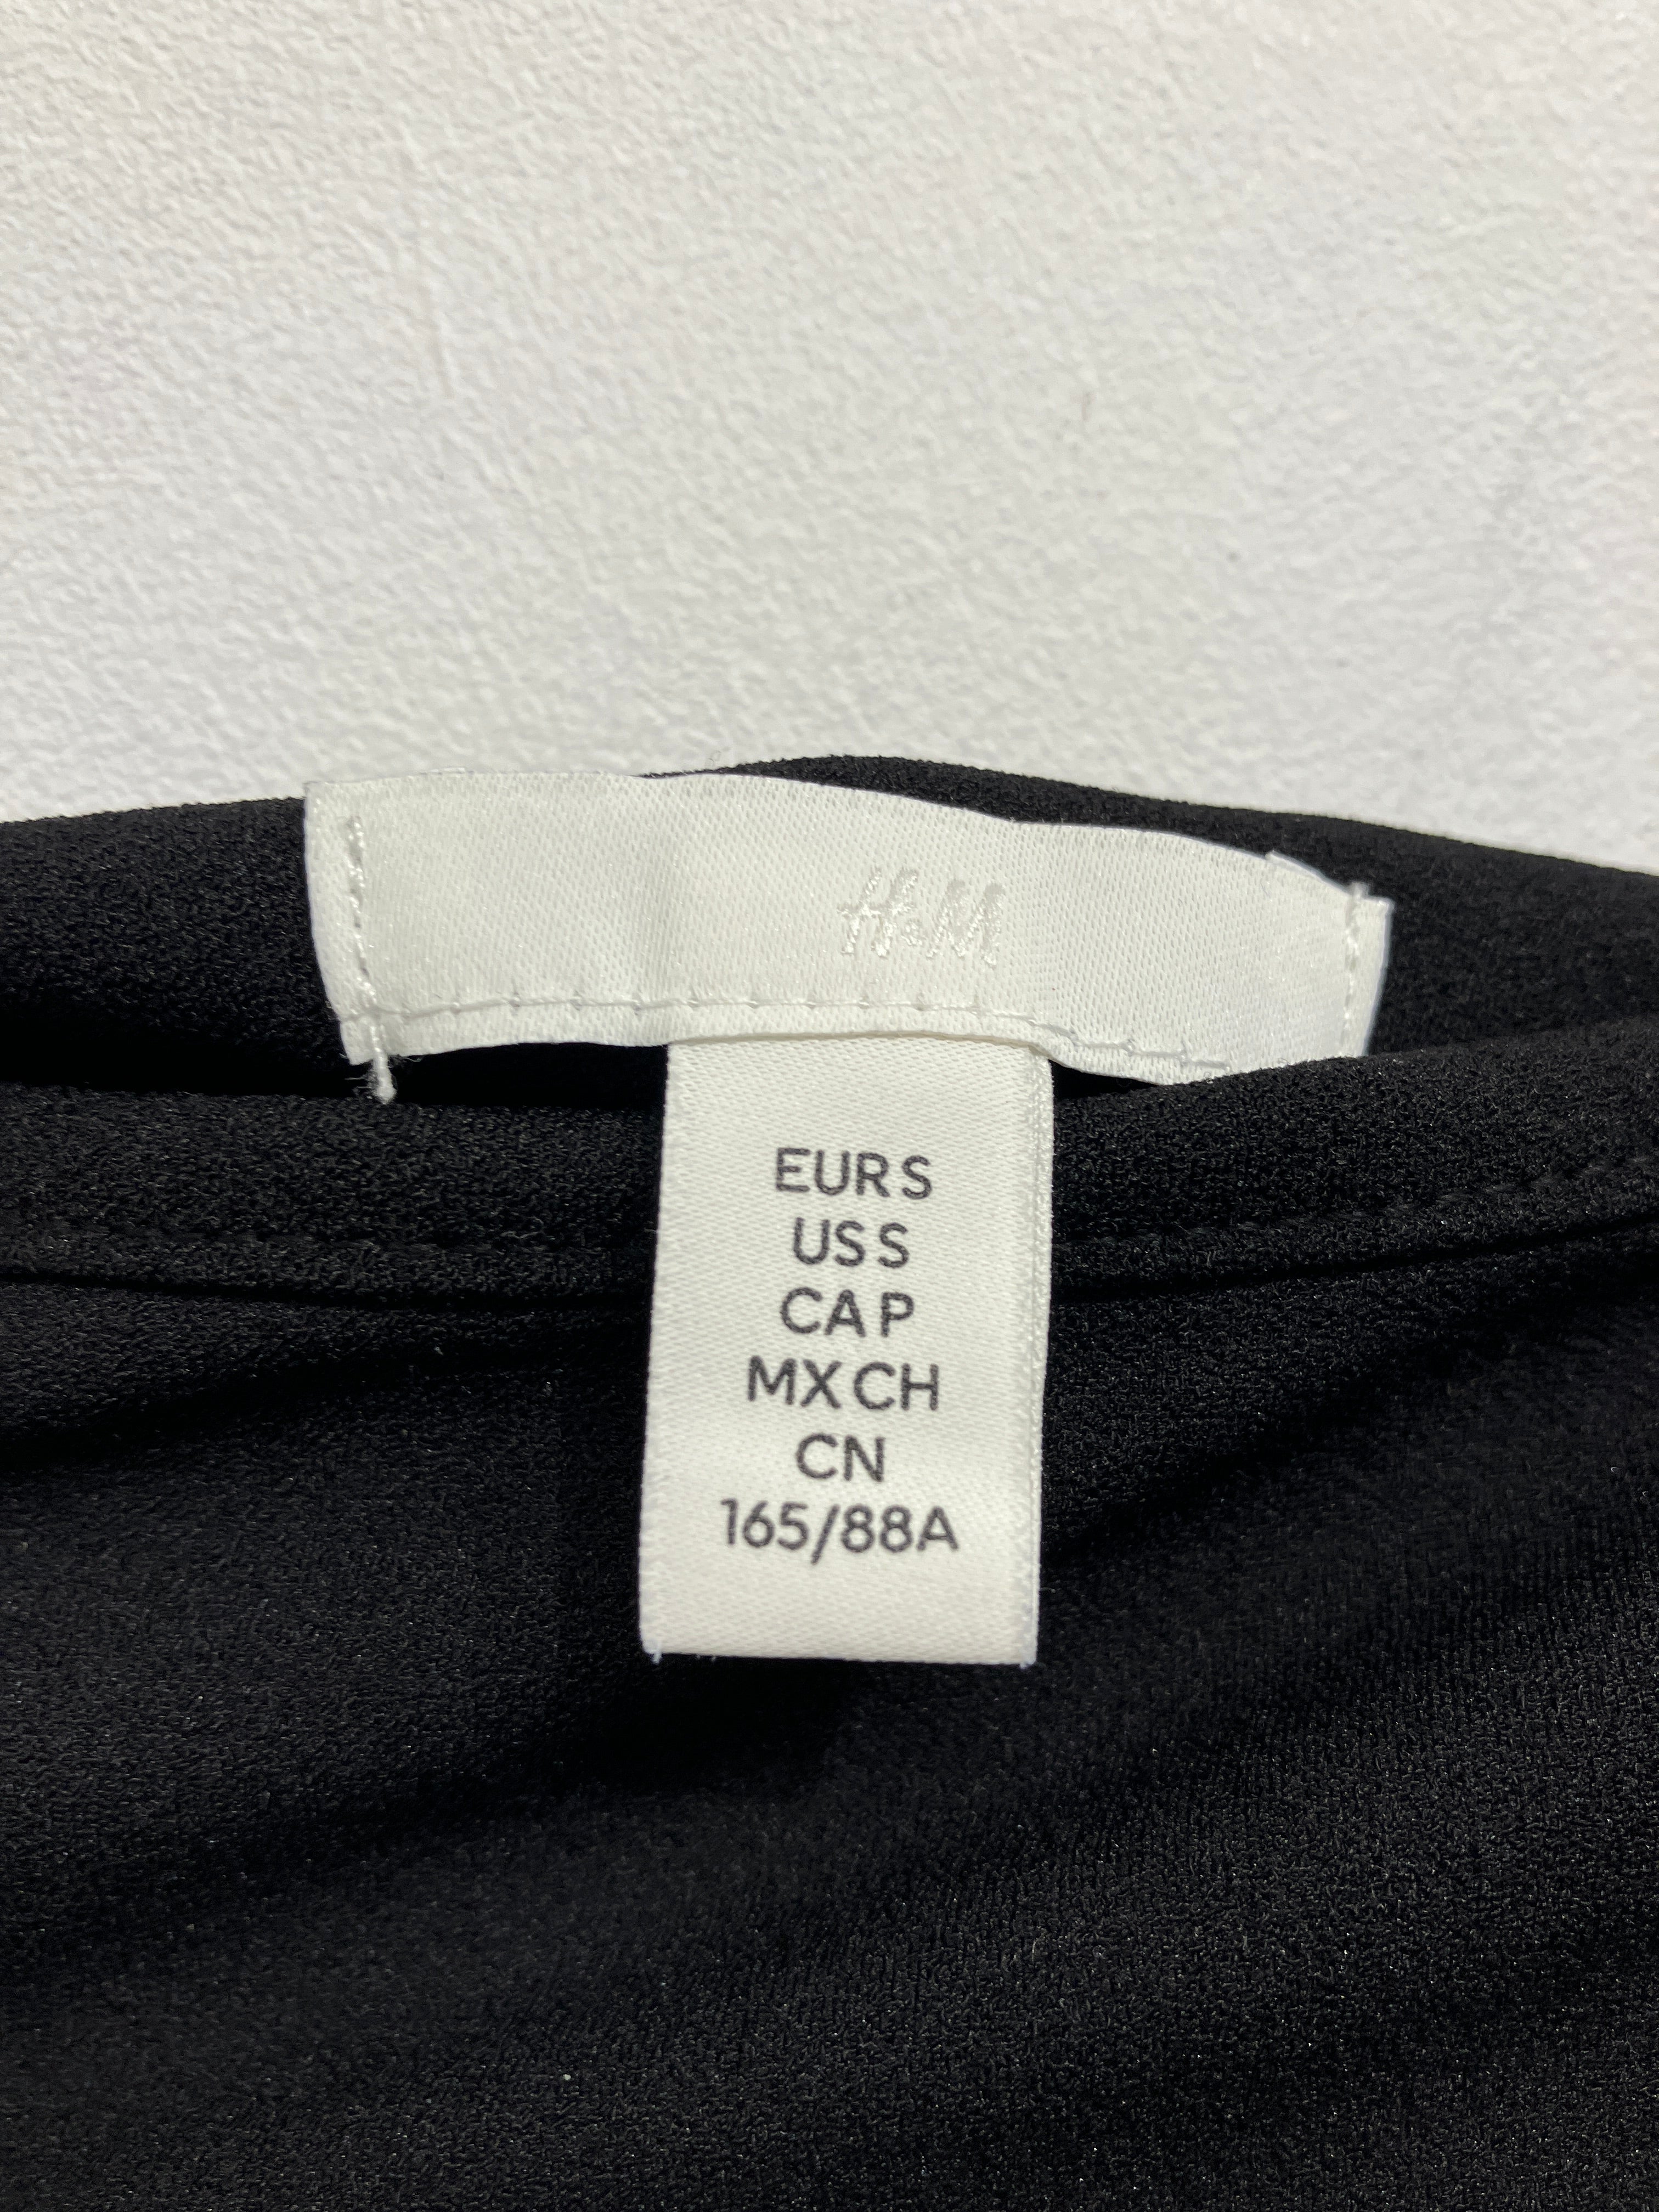 H&M
EUR S
US S
CA P
MX CH
CN
165/88A